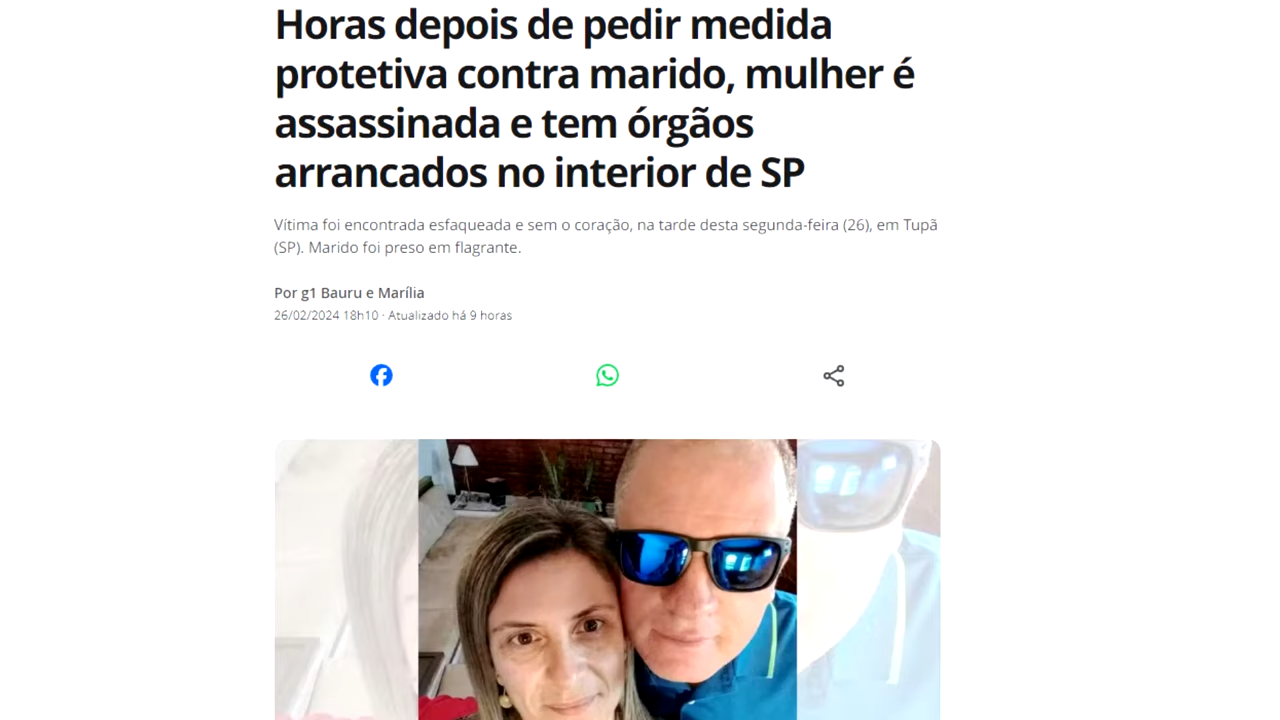 Horas depois de pedir medida
protetiva contra marido, mulher é
assassinada e tem órgãos
arrancados no interior de SP
Vítima foi encontrada esfaqueada e sem o coração, na tarde desta segunda-feira (26), em Tupã
(SP). Marido foi preso em flagrante.
Por g1 Bauru e Marília
26/02/2024 18h10 · Atualizado há 9 horas